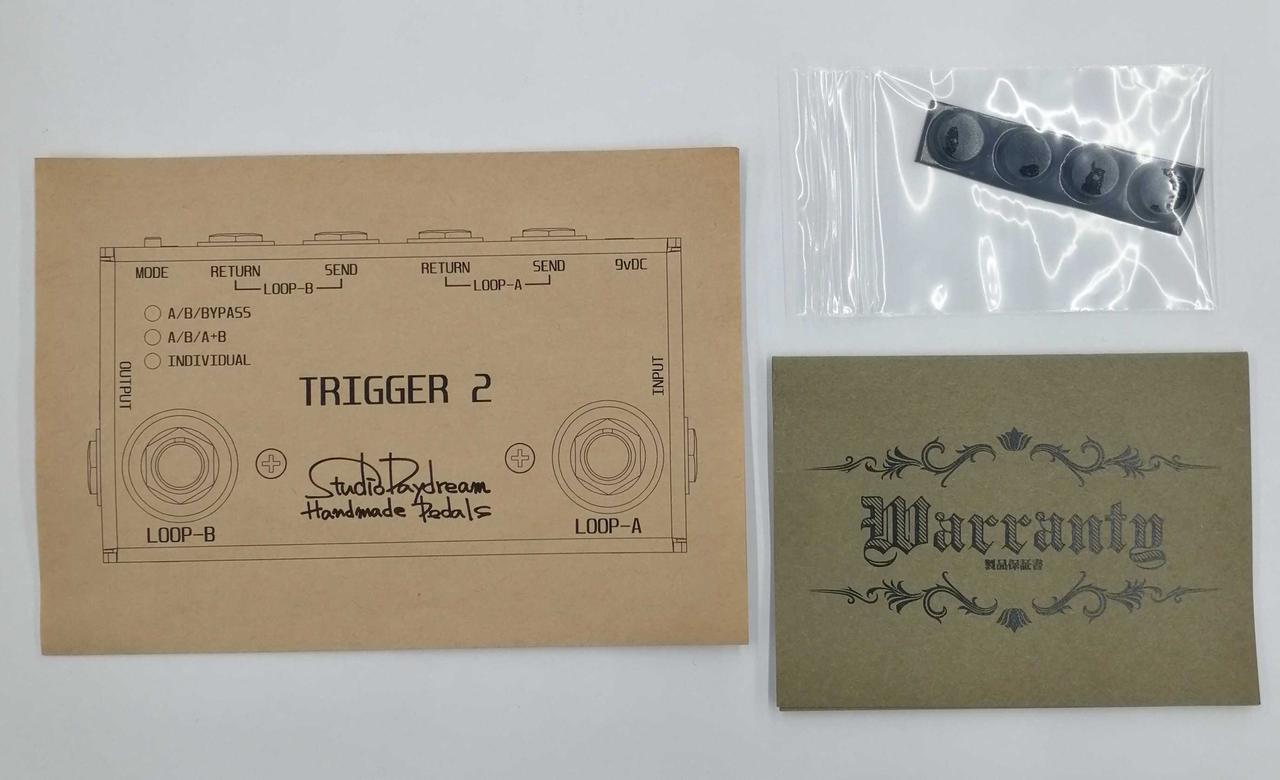 MODE RETURN SEND RETURN SEND 9vDC
LOOP-B LOOP-A
A/B/BYPASS
A/B/A+B
INDIVIDUAL
OUTPUT
INPUT
TRIGGER 2
StudioDaydream
Handmade Pedals
LOOP-B
LOOP-A
Warranty
製品保証書